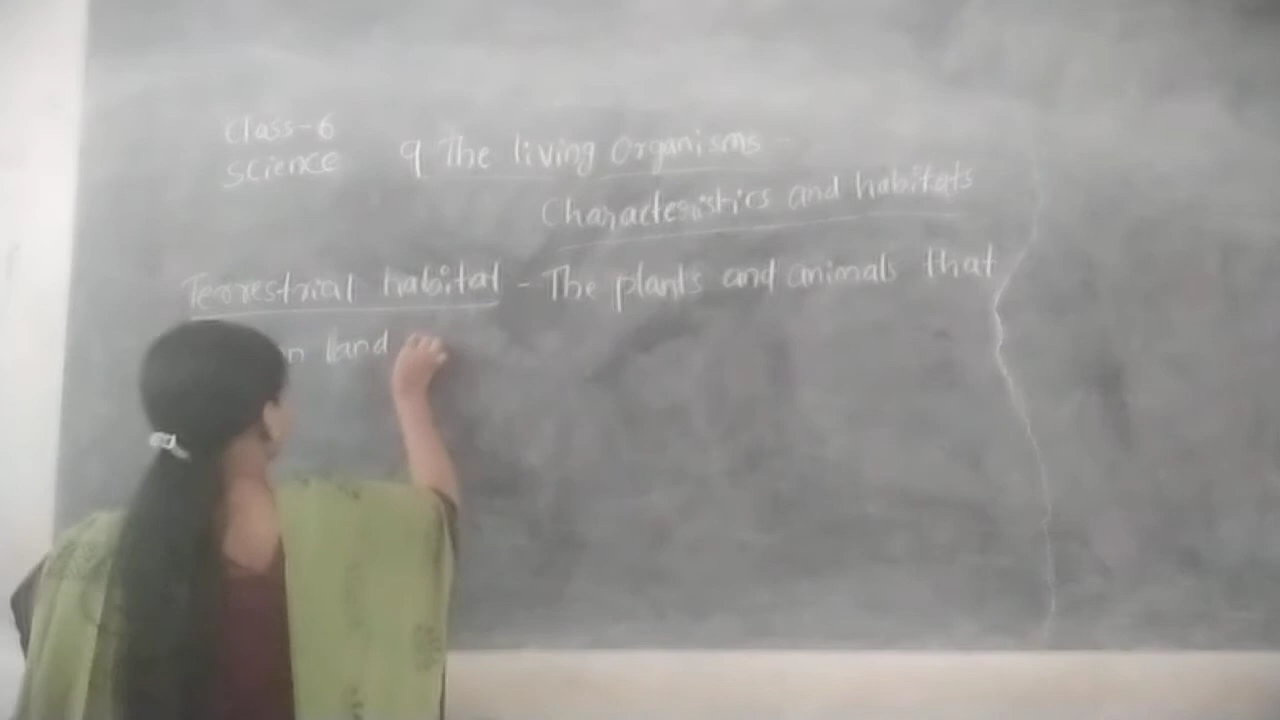 Class-6
Science
9 The living Organisms -
Characteristics and habitats
Terrestrial habitat - The plants and animals that
on land